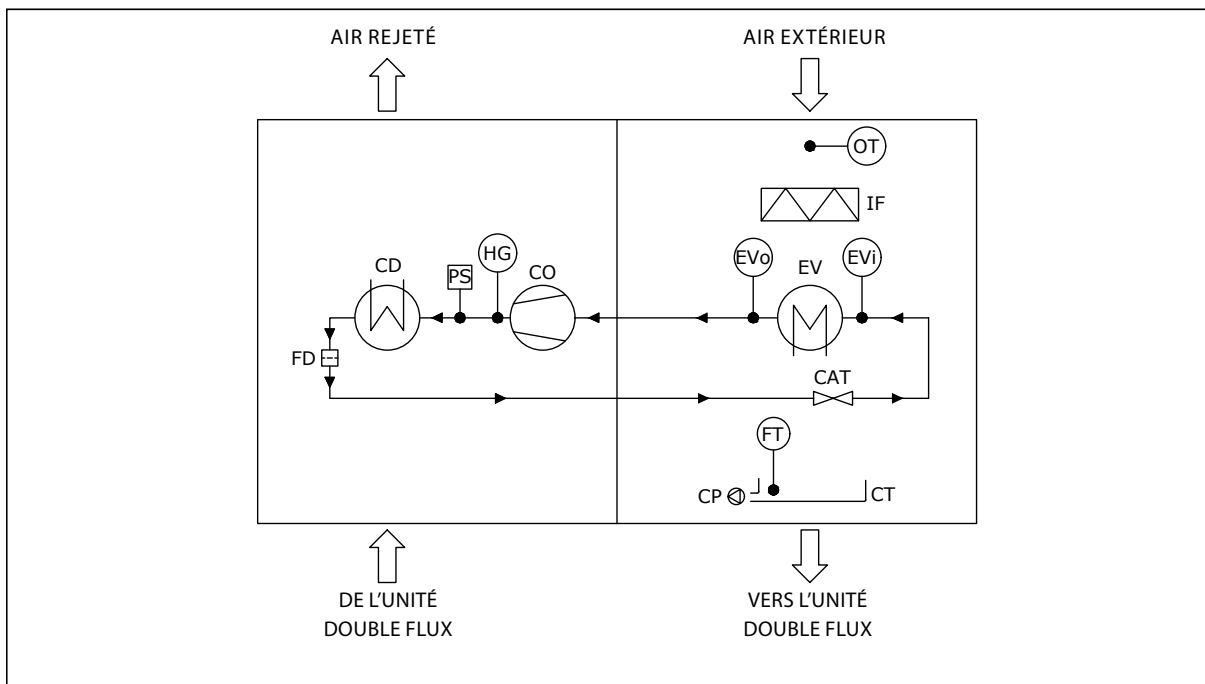 AIR REJETÉ
AIR EXTÉRIEUR
OT
IF
HG
EVo
EV
EVi
CD
PS
CO
FD
CAT
FT
CP
CT
DE L'UNITÉ
DOUBLE FLUX
VERS L'UNITÉ
DOUBLE FLUX